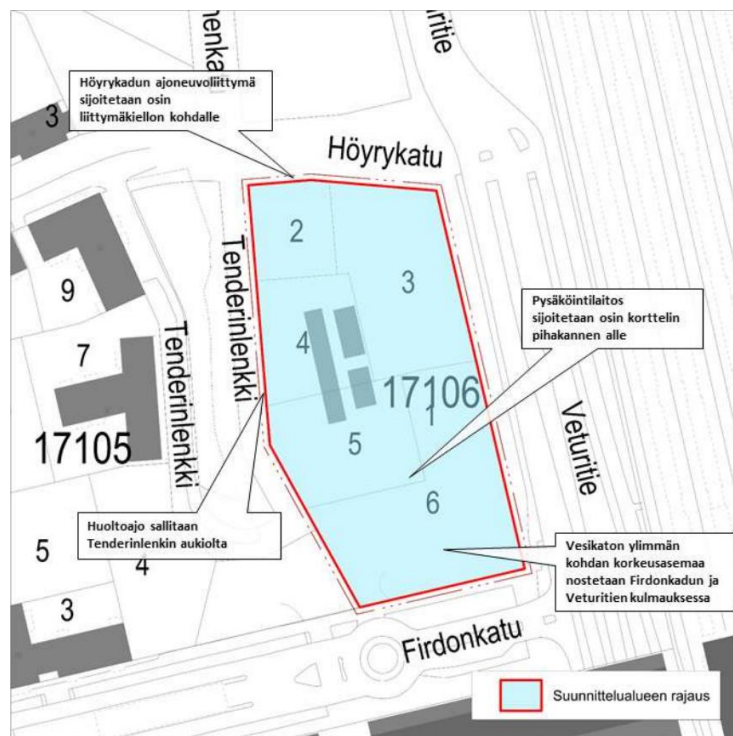 nenka
Veturitie
3
Höyrykadun ajoneuvoliittymä
sijoitetaan osin
liittymäkiellon kohdalle
Höyrykatu
2
3
9
Tenderinlenkki
Pysäköintilaitos
sijoitetaan osin korttelin
pihakannen alle
4
7
Tenderinlenkki
17106
1
17105
5
Veturitie
6
Huoltoajo sallitaan
Tenderinlenkin aukiolta
Vesikaton ylimmän
kohdan korkeusasemaa
nostetaan Firdonkadun ja
Veturitien kulmauksessa
5
4
3
Firdonkatu
Suunnittelualueen rajaus